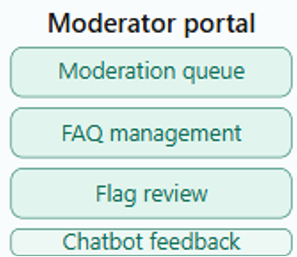 Moderator portal
Moderation queue
FAQ management
Flag review
Chatbot feedback